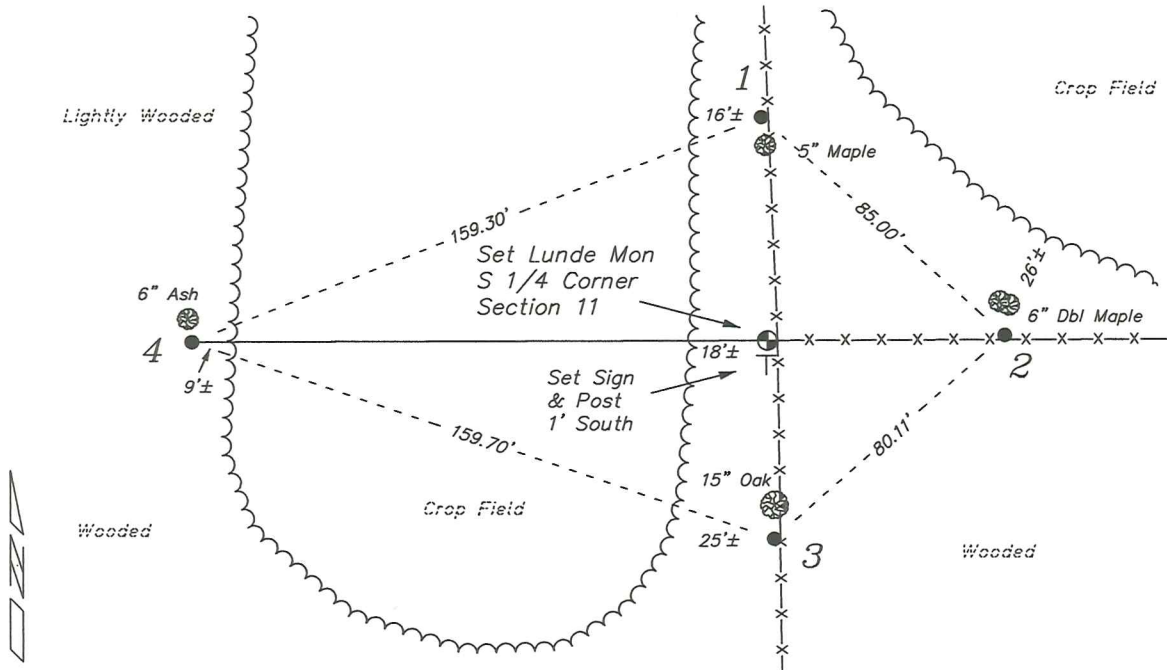 1
Crop Field
Lightly Wooded
16'±
5" Maple
159.30'
85.00'
Set Lunde Mon
S 1/4 Corner
Section 11
26'±
6" Ash
6" Dbl Maple
4
18'±
2
9'±
Set Sign
& Post
1' South
159.70'
80.11'
15" Oak
Crop Field
Wooded
25'±
3
Wooded
N